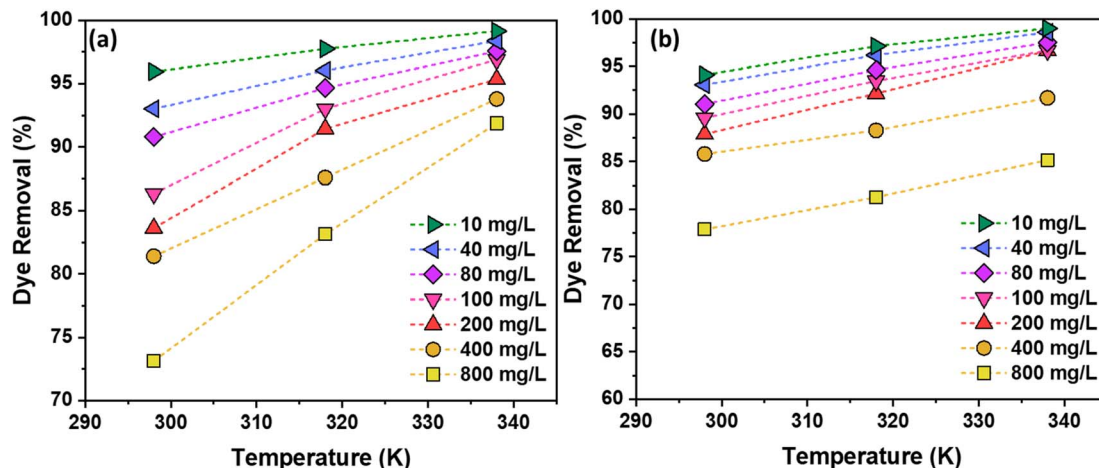 (a)
Dye Removal (%)
100
95
90
85
80
75
70
10 mg/L
40 mg/L
80 mg/L
100 mg/L
200 mg/L
400 mg/L
800 mg/L
290 300 310 320 330 340
Temperature (K)
(b)
Dye Removal (%)
100
95
90
85
80
75
70
65
60
10 mg/L
40 mg/L
80 mg/L
100 mg/L
200 mg/L
400 mg/L
800 mg/L
290 300 310 320 330 340
Temperature (K)